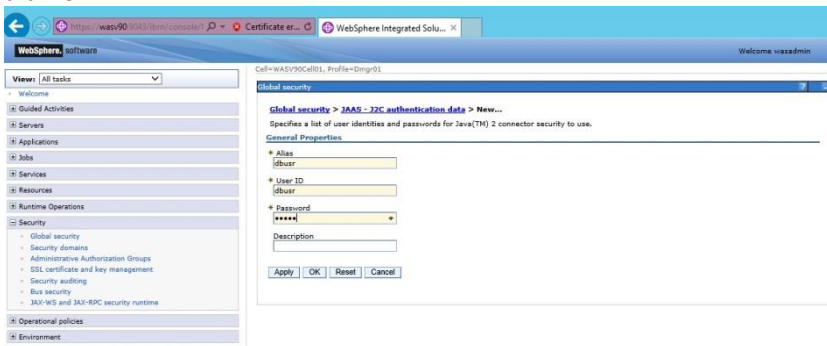 https://wasv90:9043/ibm/console/l
Certificate er...
WebSphere Integrated Solu...
WebSphere. software
Welcome wasadmin
View: All tasks
Welcome
Guided Activities
Servers
Applications
Jobs
Services
Resources
Runtime Operations
Security
Global security
Security domains
Administrative Authorization Groups
SSL certificate and key management
Security auditing
Bus security
JAX-WS and JAX-RPC security runtime
Operational policies
Environment
Cell=WASV90Cell01, Profile=Dmgr01
Global security
?
Global security > JAAS - J2C authentication data > New...
Specifies a list of user identities and passwords for Java(TM) 2 connector security to use.
General Properties
* Alias
dbusr
* User ID
dbusr
* Password
•••••
Description
Apply OK Reset Cancel